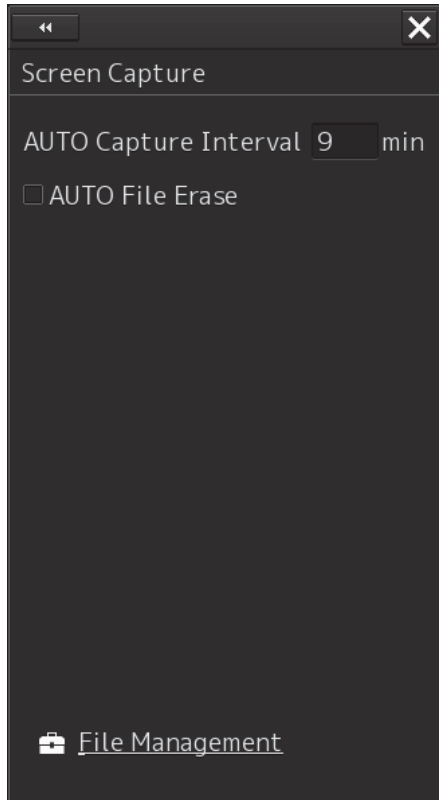 Screen Capture
AUTO Capture Interval 9 min
AUTO File Erase
File Management